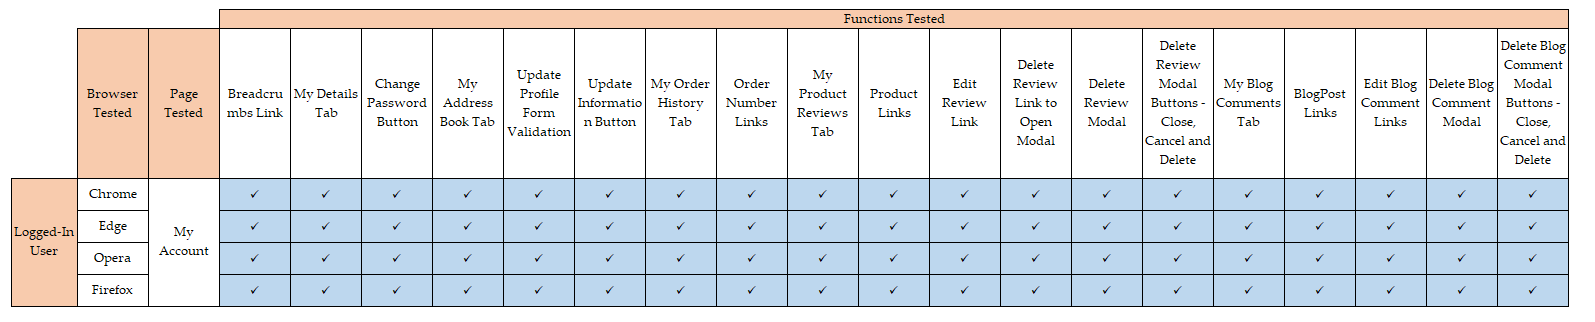 Functions Tested
Browser
Tested
Page
Tested
Breadcru
mbs Link
My Details
Tab
Change
Password
Button
My
Address
Book Tab
Update
Profile
Form
Validation
Update
Informatio
n Button
My Order
History
Tab
Order
Number
Links
My
Product
Reviews
Tab
Product
Links
Edit
Review
Link
Delete
Review
Link to
Open
Modal
Delete
Review
Modal
Delete
Review
Modal
Buttons -
Close,
Cancel and
Delete
My Blog
Comments
Tab
BlogPost
Links
Edit Blog
Comment
Links
Delete Blog
Comment
Modal
Delete Blog
Comment
Modal
Buttons -
Close,
Cancel and
Delete
Logged-In
User
Chrome
My
Account
✓ ✓ ✓ ✓ ✓ ✓ ✓ ✓ ✓ ✓ ✓ ✓ ✓ ✓ ✓ ✓ ✓ ✓ ✓
Edge
✓ ✓ ✓ ✓ ✓ ✓ ✓ ✓ ✓ ✓ ✓ ✓ ✓ ✓ ✓ ✓ ✓ ✓ ✓
Opera
✓ ✓ ✓ ✓ ✓ ✓ ✓ ✓ ✓ ✓ ✓ ✓ ✓ ✓ ✓ ✓ ✓ ✓ ✓
Firefox
✓ ✓ ✓ ✓ ✓ ✓ ✓ ✓ ✓ ✓ ✓ ✓ ✓ ✓ ✓ ✓ ✓ ✓ ✓